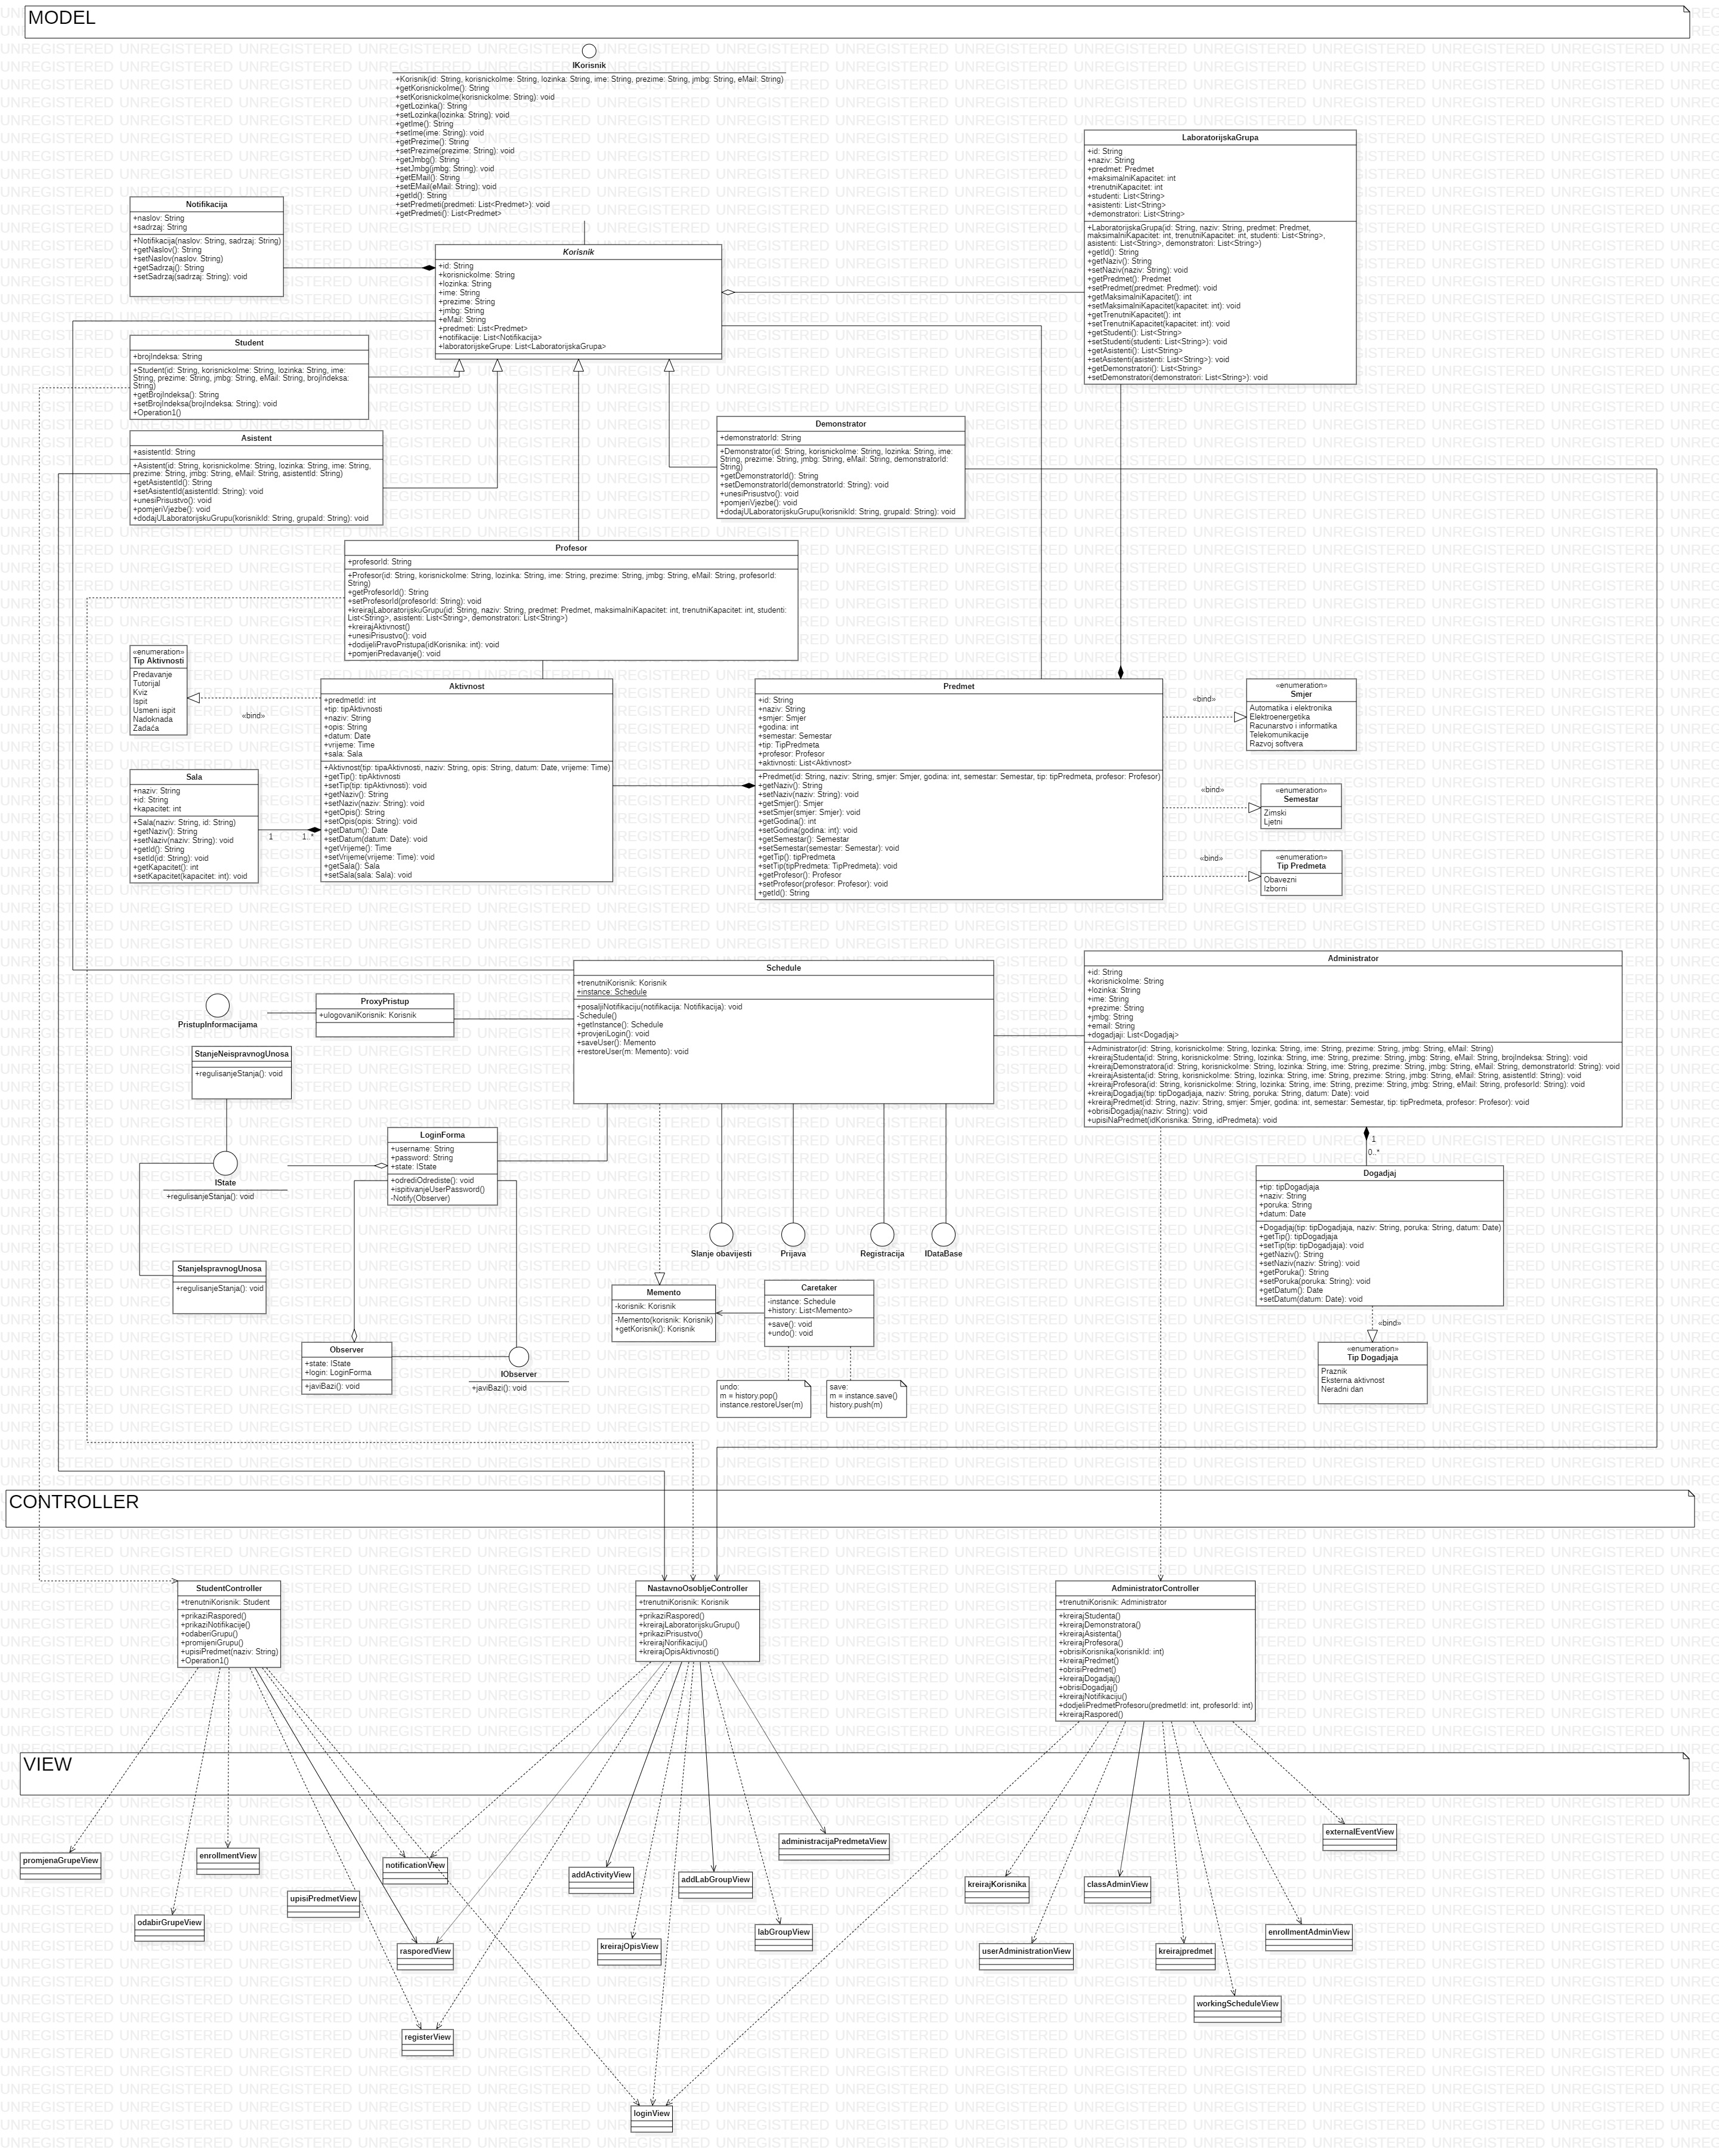 MODEL
IKorisnik
+Korisnik(id: String, korisnickoIme: String, lozinka: String, ime: String, prezime: String, jmbg: String, eMail: String)
+getKorisnickoIme(): String
+setKorisnickoIme(korisnickoIme: String): void
+getLozinka(): String
+setLozinka(lozinka: String): void
+getIme(): String
+setIme(ime: String): void
+getPrezime(): String
+setPrezime(prezime: String): void
+getJmbg(): String
+setJmbg(jmbg: String): void
+getEMail(): String
+setEMail(eMail: String): void
+getId(): String
+setPredmeti(predmeti: List<Predmet>): void
+getPredmeti(): List<Predmet>
LaboratorijskaGrupa
+id: String
+naziv: String
+predmet: Predmet
+maksimalniKapacitet: int
+trenutniKapacitet: int
+studenti: List<String>
+asistenti: List<String>
+demonstratori: List<String>
+LaboratorijskaGrupa(id: String, naziv: String, predmet: Predmet,
maksimalniKapacitet: int, trenutniKapacitet: int, studenti: List<String>,
asistenti: List<String>, demonstratori: List<String>)
+getId(): String
+getNaziv(): String
+setNaziv(naziv: String): void
+getPredmet(): Predmet
+setPredmet(predmet: Predmet): void
+getMaksimalniKapacitet(): int
+setMaksimalniKapacitet(kapacitet: int): void
+getTrenutniKapacitet(): int
+setTrenutniKapacitet(kapacitet: int): void
+getStudenti(): List<String>
+setStudenti(studenti: List<String>): void
+getAsistenti(): List<String>
+setAsistenti(asistenti: List<String>): void
+getDemonstratori(): List<String>
+setDemonstratori(demonstratori: List<String>): void
Notifikacija
+naslov: String
+sadrzaj: String
+Notifikacija(naslov: String, sadrzaj: String)
+getNaslov(): String
+setNaslov(naslov. String)
+getSadrzaj(): String
+setSadrzaj(sadrzaj: String): void
Korisnik
+id: String
+korisnickoIme: String
+lozinka: String
+ime: String
+prezime: String
+jmbg: String
+eMail: String
+predmeti: List<Predmet>
+notifikacije: List<Notifikacija>
+laboratorijskeGrupe: List<LaboratorijskaGrupa>
Student
+brojIndeksa: String
+Student(id: String, korisnickoIme: String, lozinka: String, ime:
String, prezime: String, jmbg: String, eMail: String, brojIndeksa:
String)
+getBrojIndeksa(): String
+setBrojIndeksa(brojIndeksa: String): void
+Operation1()
Asistent
+asistentId: String
+Asistent(id: String, korisnickoIme: String, lozinka: String, ime: String,
prezime: String, jmbg: String, eMail: String, asistentId: String)
+getAsistentId(): String
+setAsistentId(asistentId: String): void
+unesiPrisustvo(): void
+pomjeriVjezbe(): void
+dodajULaboratorijskuGrupu(korisnikId: String, grupaId: String): void
Demonstrator
+demonstratorId: String
+Demonstrator(id: String, korisnickoIme: String, lozinka: String, ime:
String, prezime: String, jmbg: String, eMail: String, demonstratorId:
String)
+getDemonstratorId(): String
+setDemonstratorId(demonstratorId: String): void
+unesiPrisustvo(): void
+pomjeriVjezbe(): void
+dodajULaboratorijskuGrupu(korisnikId: String, grupaId: String): void
Profesor
+profesorId: String
+Profesor(id: String, korisnickoIme: String, lozinka: String, ime: String, prezime: String, jmbg: String, eMail: String, profesorId:
String)
+getProfesorId(): String
+setProfesorId(profesorId: String): void
+kreirajLaboratorijskuGrupu(id: String, naziv: String, predmet: Predmet, maksimalniKapacitet: int, trenutniKapacitet: int, studenti:
List<String>, asistenti: List<String>, demonstratori: List<String>)
+kreirajAktivnost()
+unesiPrisustvo(): void
+dodijeliPravoPristupa(idKorisnika: int): void
+pomjeriPredavanje(): void
«enumeration»
Tip Aktivnosti
Predavanje
Tutorijal
Kviz
Ispit
Usmeni ispit
Nadoknada
Zadaća
«bind»
Aktivnost
+predmetId: int
+tip: tipAktivnosti
+naziv: String
+opis: String
+datum: Date
+vrijeme: Time
+sala: Sala
+Aktivnost(tip: tipaAktivnosti, naziv: String, opis: String, datum: Date, vrijeme: Time)
+getTip(): tipAktivnosti
+setTip(tip: tipAktivnosti): void
+getNaziv(): String
+setNaziv(naziv: String): void
+getOpis(): String
+setOpis(opis: String): void
+getDatum(): Date
+setDatum(datum: Date): void
+getVrijeme(): Time
+setVrijeme(vrijeme: Time): void
+getSala(): Sala
+setSala(sala: Sala): void
Sala
+naziv: String
+id: String
+kapacitet: int
+Sala(naziv: String, id: String)
+getNaziv(): String
+setNaziv(naziv: String): void
+getId(): String
+setId(id: String): void
+getKapacitet(): int
+setKapacitet(kapacitet: int): void
1
1..*
Predmet
+id: String
+naziv: String
+smjer: Smjer
+godina: int
+semestar: Semestar
+tip: TipPredmeta
+profesor: Profesor
+aktivnosti: List<Aktivnost>
+Predmet(id: String, naziv: String, smjer: Smjer, godina: int, semestar: Semestar, tip: tipPredmeta, profesor: Profesor)
+getNaziv(): String
+setNaziv(naziv: String): void
+getSmjer(): Smjer
+setSmjer(smjer: Smjer): void
+getGodina(): int
+setGodina(godina: int): void
+getSemestar(): Semestar
+setSemestar(semestar: Semestar): void
+getTip(): tipPredmeta
+setTip(tipPredmeta: TipPredmeta): void
+getProfesor(): Profesor
+setProfesor(profesor: Profesor): void
+getId(): String
«bind»
«enumeration»
Smjer
Automatika i elektronika
Elektroenergetika
Racunarstvo i informatika
Telekomunikacije
Razvoj softvera
«bind»
«enumeration»
Semestar
Zimski
Ljetni
«bind»
«enumeration»
Tip Predmeta
Obavezni
Izborni
Schedule
+trenutniKorisnik: Korisnik
+instance: Schedule
+posaljiNotifikaciju(notifikacija: Notifikacija): void
-Schedule()
+getInstance(): Schedule
+provjeriLogin(): void
+saveUser(): Memento
+restoreUser(m: Memento): void
Administrator
+id: String
+korisnickoIme: String
+lozinka: String
+ime: String
+prezime: String
+jmbg: String
+email: String
+dogadjaji: List<Dogadjaj>
+Administrator(id: String, korisnickoIme: String, lozinka: String, ime: String, prezime: String, jmbg: String, eMail: String)
+kreirajStudenta(id: String, korisnickoIme: String, lozinka: String, ime: String, prezime: String, jmbg: String, eMail: String, brojIndeksa: String): void
+kreirajDemonstratora(id: String, korisnickoIme: String, lozinka: String, ime: String, prezime: String, jmbg: String, eMail: String, demonstratorId: String): void
+kreirajAsistenta(id: String, korisnickoIme: String, lozinka: String, ime: String, prezime: String, jmbg: String, eMail: String, asistentId: String): void
+kreirajProfesora(id: String, korisnickoIme: String, lozinka: String, ime: String, prezime: String, jmbg: String, eMail: String, profesorId: String): void
+kreirajDogadjaj(tip: tipDogadjaja, naziv: String, poruka: String, datum: Date): void
+kreirajPredmet(id: String, naziv: String, smjer: Smjer, godina: int, semestar: Semestar, tip: tipPredmeta, profesor: Profesor): void
+obrisiDogadjaj(naziv: String): void
+upisiNaPredmet(idKorisnika: String, idPredmeta): void
PristupInformacijama
ProxyPristup
+ulogovaniKorisnik: Korisnik
StanjeNeispravnogUnosa
+regulisanjeStanja(): void
IState
+regulisanjeStanja(): void
StanjeIspravnogUnosa
+regulisanjeStanja(): void
LoginForma
+username: String
+password: String
+state: IState
+odrediOdrediste(): void
+ispitivanjeUserPassword()
-Notify(Observer)
Slanje obavijesti
Prijava
Registracija
IDataBase
1
0..*
Dogadjaj
+tip: tipDogadjaja
+naziv: String
+poruka: String
+datum: Date
+Dogadjaj(tip: tipDogadjaja, naziv: String, poruka: String, datum: Date)
+getTip(): tipDogadjaja
+setTip(tip: tipDogadjaja): void
+getNaziv(): String
+setNaziv(naziv: String): void
+getPoruka(): String
+setPoruka(poruka: String): void
+getDatum(): Date
+setDatum(datum: Date): void
«bind»
«enumeration»
Tip Dogadjaja
Praznik
Eksterna aktivnost
Neradni dan
Memento
-korisnik: Korisnik
-Memento(korisnik: Korisnik)
+getKorisnik(): Korisnik
Caretaker
-instance: Schedule
+history: List<Memento>
+save(): void
+undo(): void
Observer
+state: IState
+login: LoginForma
+javiBazi(): void
IObserver
+javiBazi(): void
undo:
m = history.pop()
instance.restoreUser(m)
save:
m = instance.save()
history.push(m)
CONTROLLER
StudentController
+trenutniKorisnik: Student
+prikaziRaspored()
+prikaziNotifikacije()
+odaberiGrupu()
+promijeniGrupu()
+upisiPredmet(naziv: String)
+Operation1()
NastavnoOsobljeController
+trenutniKorisnik: Korisnik
+prikaziRaspored()
+kreirajLaboratorijskuGrupu()
+prikaziPrisustvo()
+kreirajNorifikaciju()
+kreirajOpisAktivnosti()
AdministratorController
+trenutniKorisnik: Administrator
+kreirajStudenta()
+kreirajDemonstratora()
+kreirajAsistenta()
+kreirajProfesora()
+obrisiKorisnika(korisnikId: int)
+kreirajPredmet()
+obrisiPredmet()
+kreirajDogadjaj()
+obrisiDogadjaj()
+kreirajNotifikaciju()
+dodjeliPredmetProfesoru(predmetId: int, profesorId: int)
+kreirajRaspored()
VIEW
promjenaGrupeView
enrollmentView
notificationView
administracijaPredmetaView
externalEventView
upisiPredmetView
addActivityView
addLabGroupView
kreirajKorisnika
classAdminView
odabirGrupeView
rasporedView
kreirajOpisView
labGroupView
userAdministrationView
kreirajpredmet
enrollmentAdminView
workingScheduleView
registerView
loginView